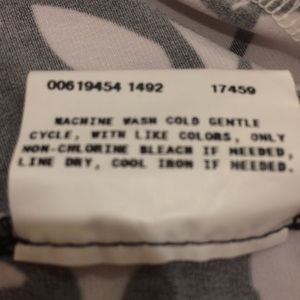 00619454 1492 17459
MACHINE WASH COLD GENTLE
CYCLE, WITH LIKE COLORS, ONLY
NON-CHLORINE BLEACH IF NEEDED,
LINE DRY, COOL IRON IF NEEDED.